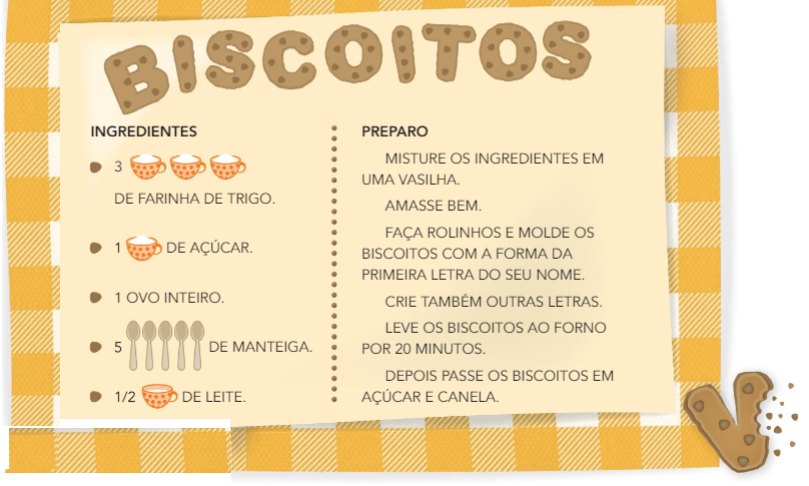 BISCOITOS
INGREDIENTES
3
DE FARINHA DE TRIGO.
1 DE AÇÚCAR.
1 OVO INTEIRO.
5 DE MANTEIGA.
1/2 DE LEITE.
PREPARO
MISTURE OS INGREDIENTES EM
UMA VASILHA.
AMASSE BEM.
FAÇA ROLINHOS E MOLDE OS
BISCOITOS COM A FORMA DA
PRIMEIRA LETRA DO SEU NOME.
CRIE TAMBÉM OUTRAS LETRAS.
LEVE OS BISCOITOS AO FORNO
POR 20 MINUTOS.
DEPOIS PASSE OS BISCOITOS EM
AÇÚCAR E CANELA.
V